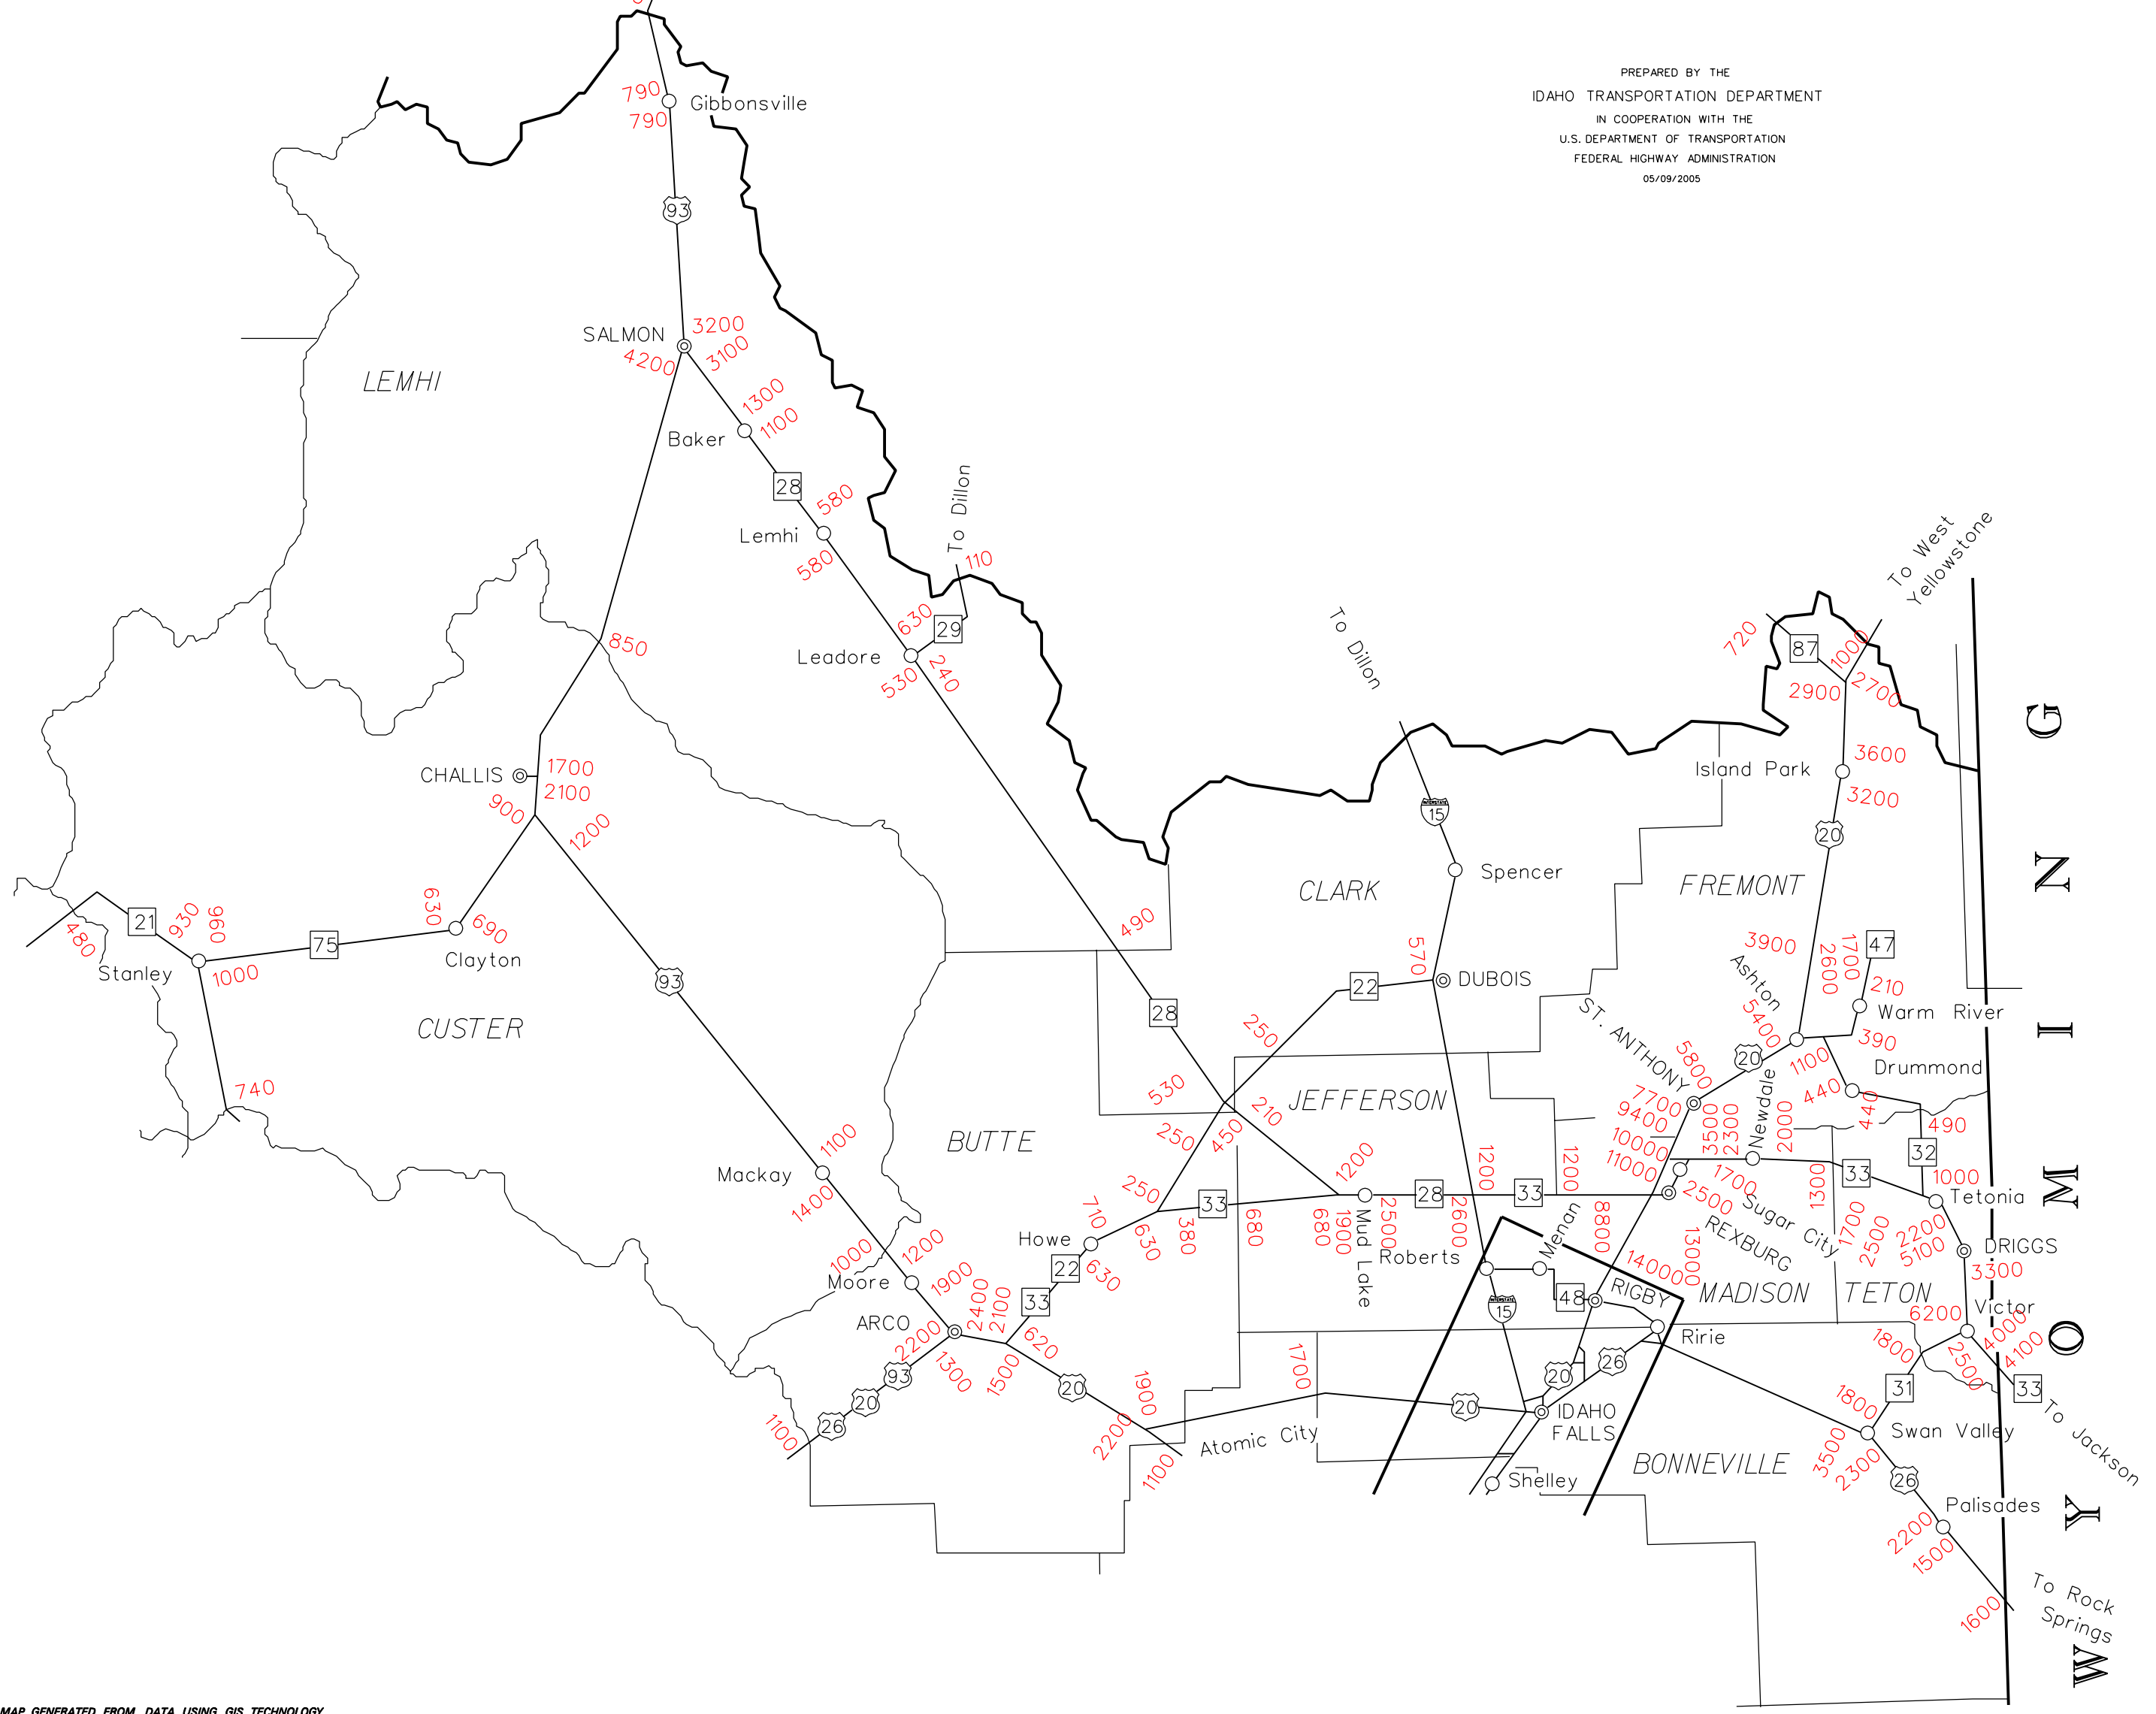 PREPARED BY THE
IDAHO TRANSPORTATION DEPARTMENT
IN COOPERATION WITH THE
U.S. DEPARTMENT OF TRANSPORTATION
FEDERAL HIGHWAY ADMINISTRATION
05/09/2005
790
Gibbonsville
790
93
SALMON
3200
4200
3100
LEMHI
1300
1100
Baker
28
580
Lemhi
580
To Dillon
110
630
29
Leadore
530
240
850
To Dillon
To West
Yellowstone
720
87
1000
2900
2700
CHALLIS
1700
2100
900
1200
Island Park
3600
3200
20
15
Spencer
CLARK
FREMONT
480
21
930
960
630
690
75
Stanley
1000
Clayton
93
CUSTER
740
490
28
22
570
DUBOIS
3900
2600
1700
47
210
Ashton
Warm River
5400
390
250
ST. ANTHONY
5800
20
1100
Drummond
440
440
490
530
210
JEFFERSON
7700
9400
10000
11000
3500
2300
Newdale
2000
32
BUTTE
250
450
1100
Mackay
1400
1200
1200
1200
250
33
28
33
2500
1700
1300
33
1000
Tetonia
710
630
380
680
680
1900
2500
2600
Mud Lake
Menan
8800
Sugar City
REXBURG
1700
2500
2200
5100
DRIGGS
Howe
22
630
Roberts
14000
13000
3300
1000
1200
Moore
1900
2400
2100
33
15
48
RIGBY
MADISON
TETON
6200
Victor
ARCO
2200
1300
620
1500
Ririe
1800
2500
4000
4100
93
20
26
1100
20
1900
2200
1100
1700
Atomic City
20
20
26
IDAHO
FALLS
31
33
To Jackson
1800
Swan Valley
3500
2300
BONNEVILLE
Shelley
26
Palisades
2200
1500
1600
To Rock
Springs
W Y O M I N G
MAP GENERATED FROM DATA USING GIS TECHNOLOGY